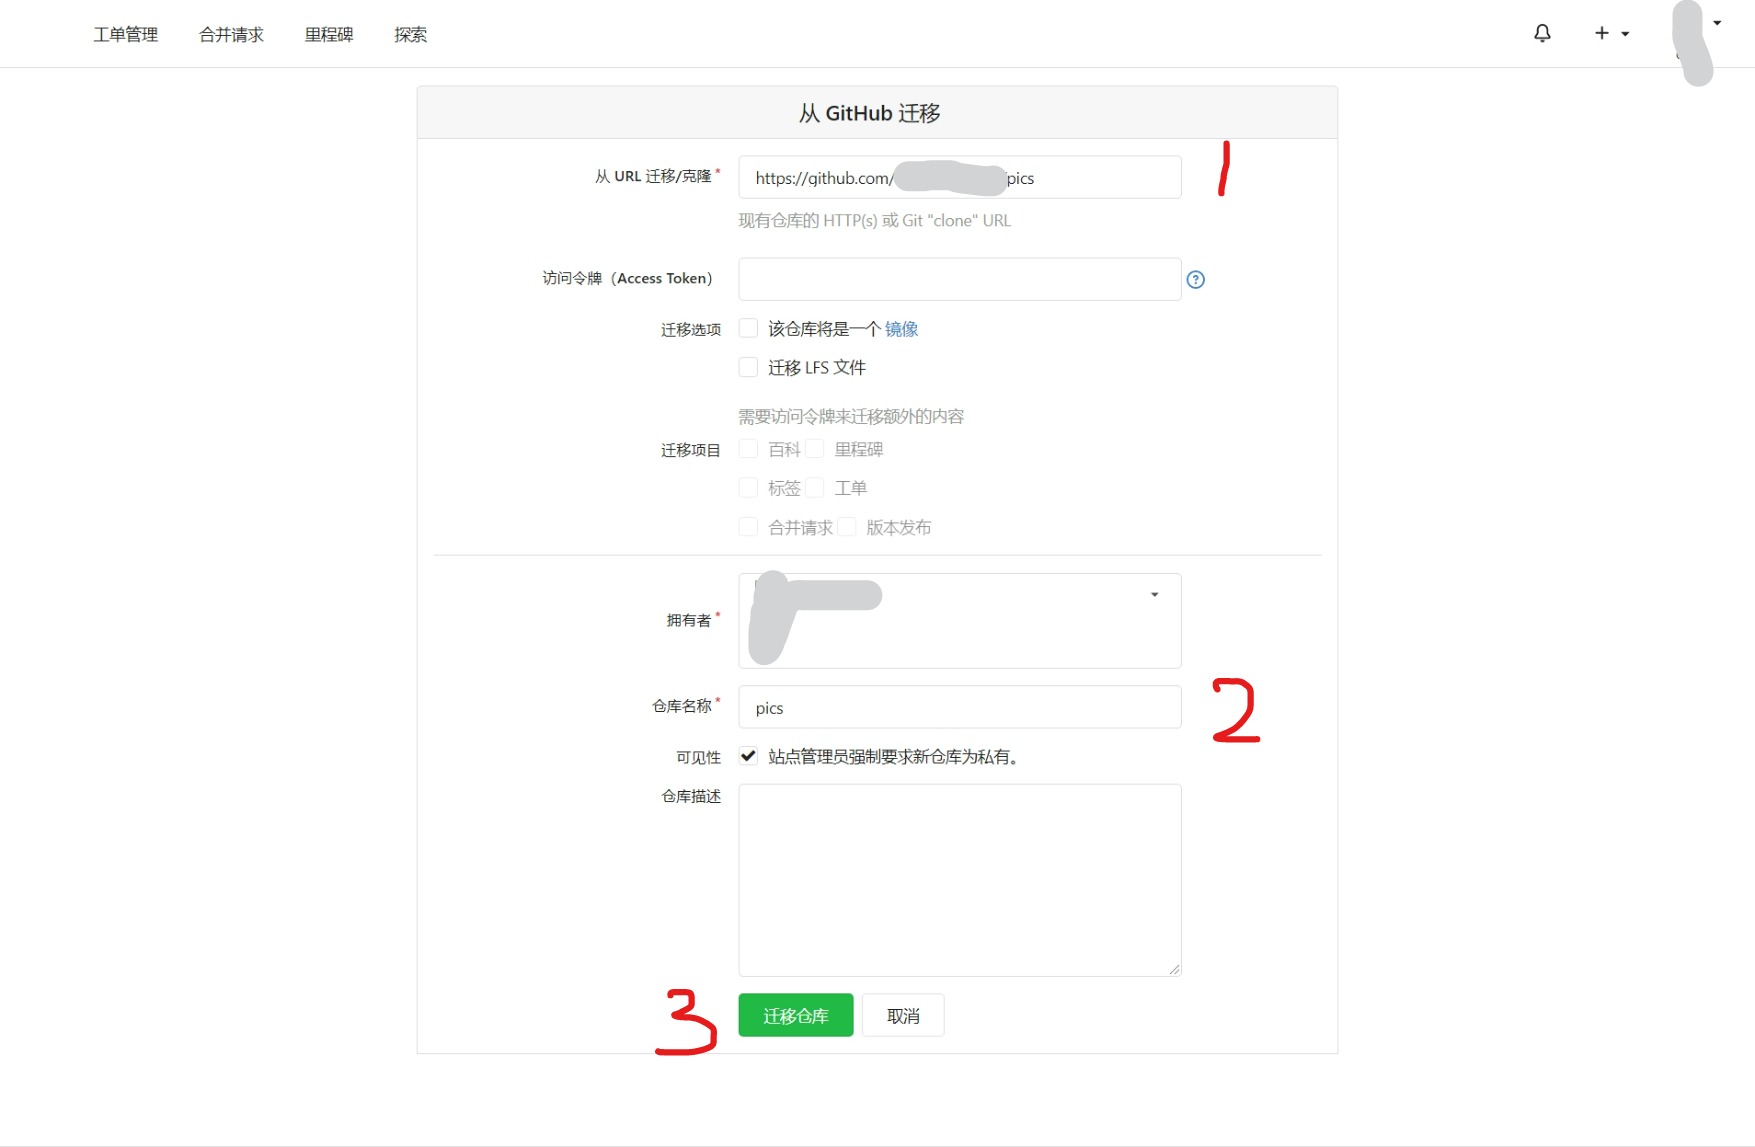 工单管理 合并请求 里程碑 探索
从 GitHub 迁移
从 URL 迁移/克隆* https://github.com/ pics 1
现有仓库的 HTTP(s) 或 Git "clone" URL
访问令牌（Access Token）
迁移选项 该仓库将是一个 镜像
迁移 LFS 文件
需要访问令牌来迁移额外的内容
迁移项目 百科 里程碑
标签 工单
合并请求 版本发布
拥有者*
仓库名称* pics 2
可见性 站点管理员强制要求新仓库为私有。
仓库描述
3 迁移仓库 取消